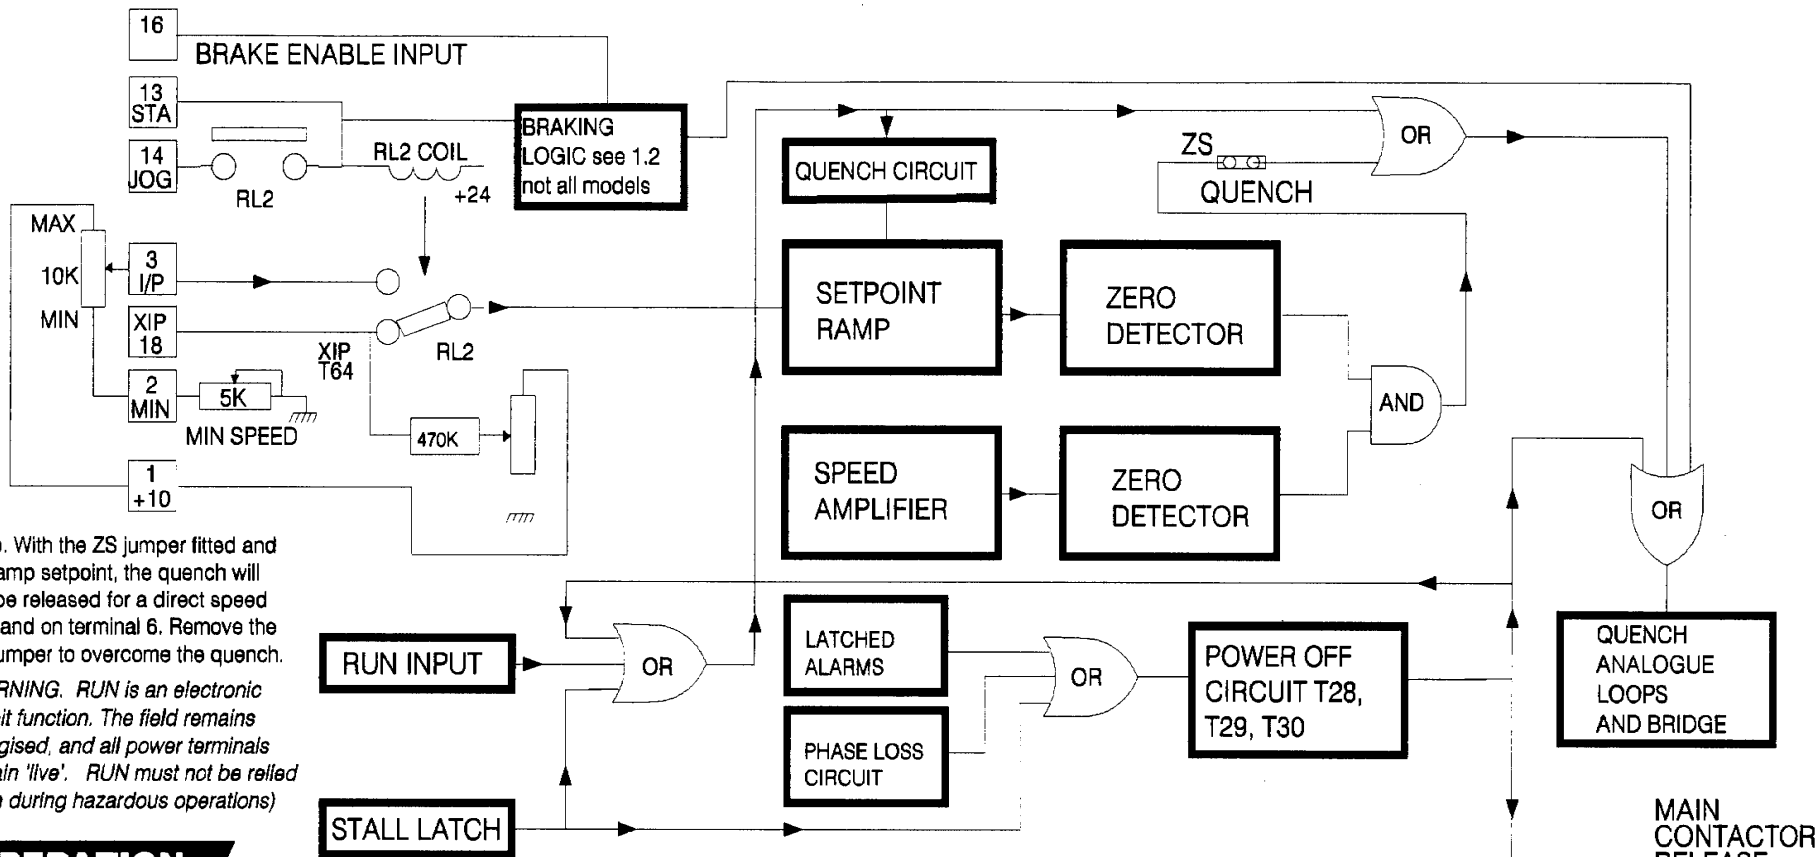 16
BRAKE ENABLE INPUT
13
STA
14
JOG
RL2
RL2 COIL
+24
BRAKING
LOGIC see 1.2
not all models
QUENCH CIRCUIT
ZS
QUENCH
OR
MAX
10K
MIN
3
I/P
XIP
18
XIP
T64
RL2
2
MIN
5K
MIN SPEED
470K
1
+10
SETPOINT
RAMP
ZERO
DETECTOR
AND
SPEED
AMPLIFIER
ZERO
DETECTOR
OR
. With the ZS jumper fitted and
amp setpoint, the quench will
be released for a direct speed
and on terminal 6. Remove the
umper to overcome the quench.
RNING. RUN is an electronic
it function. The field remains
gised, and all power terminals
ain 'live'. RUN must not be relied
during hazardous operations)
RUN INPUT
OR
LATCHED
ALARMS
PHASE LOSS
CIRCUIT
OR
POWER OFF
CIRCUIT T28,
T29, T30
QUENCH
ANALOGUE
LOOPS
AND BRIDGE
STALL LATCH
MAIN
CONTACTOR
RELEASE
PERATION